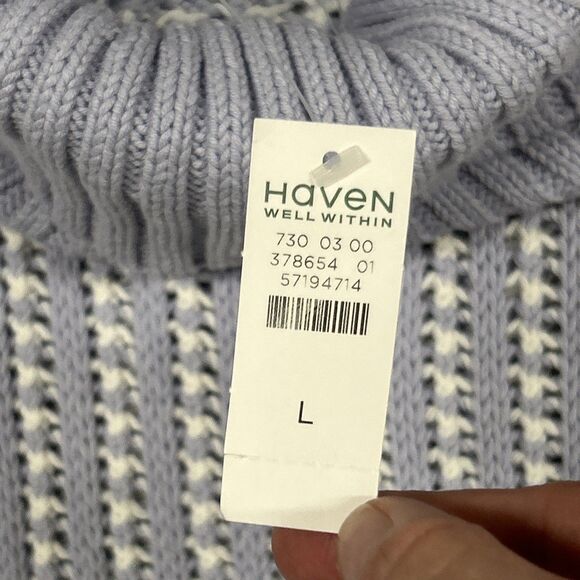 HaveN
WELL WITHIN
730 03 00
378654 01
57194714
L